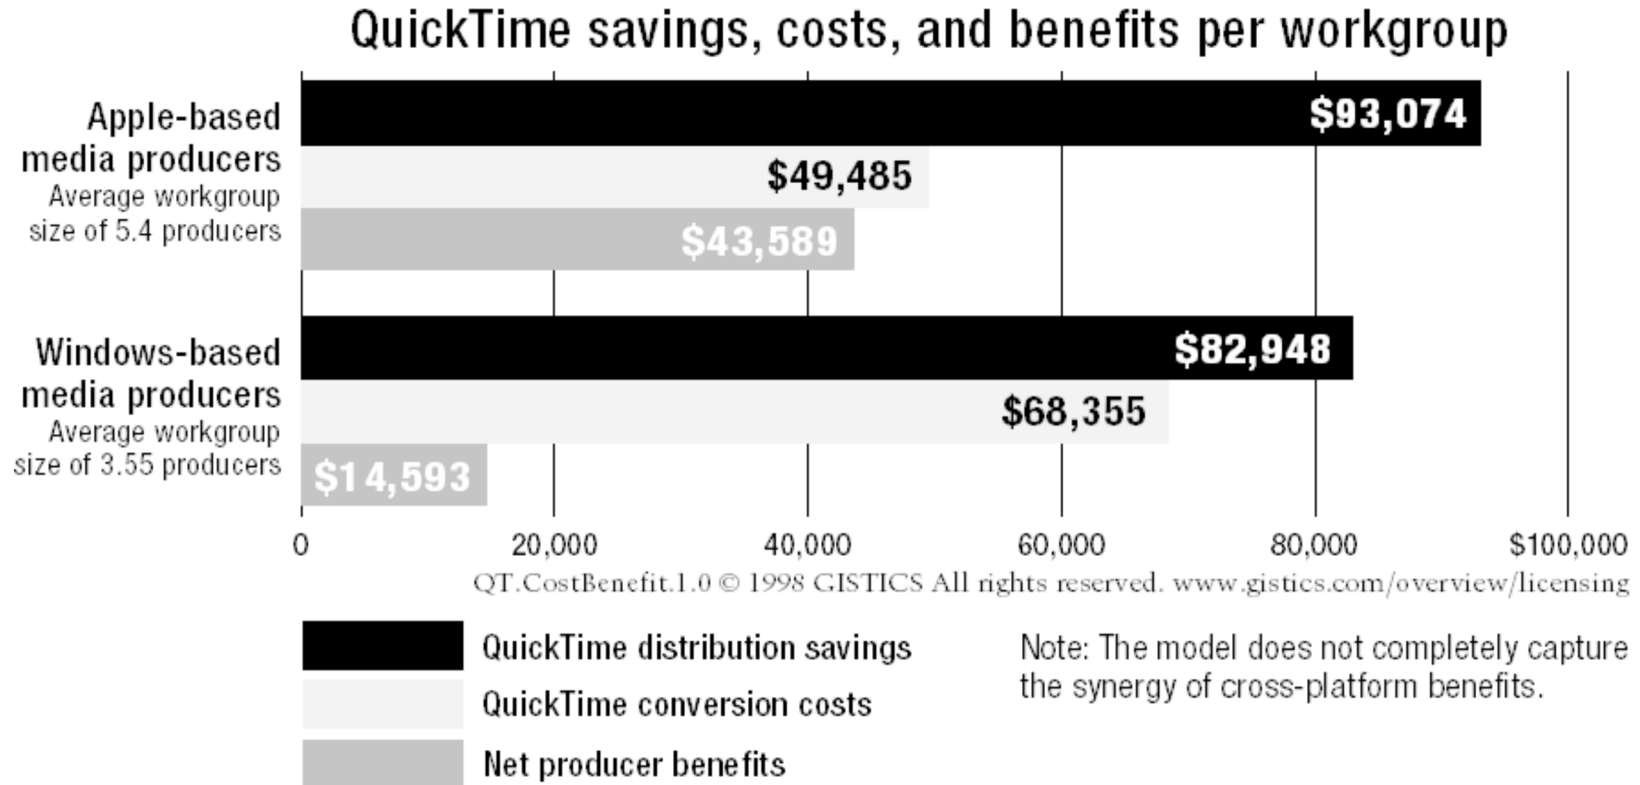 QuickTime savings, costs, and benefits per workgroup
Apple-based
media producers
Average workgroup
size of 5.4 producers
$93,074
$49,485
$43,589
Windows-based
media producers
Average workgroup
size of 3.55 producers
$82,948
$68,355
$14,593
0 20,000 40,000 60,000 80,000 $100,000
QT.CostBenefit.1.0 © 1998 GISTICS All rights reserved. www.gistics.com/overview/licensing
QuickTime distribution savings
QuickTime conversion costs
Net producer benefits
Note: The model does not completely capture
the synergy of cross-platform benefits.